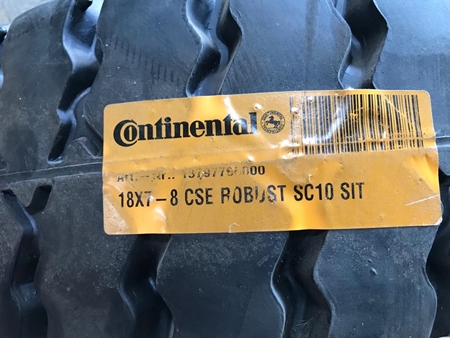 Continental
18X7-8 CSE ROBUST SC10 SIT